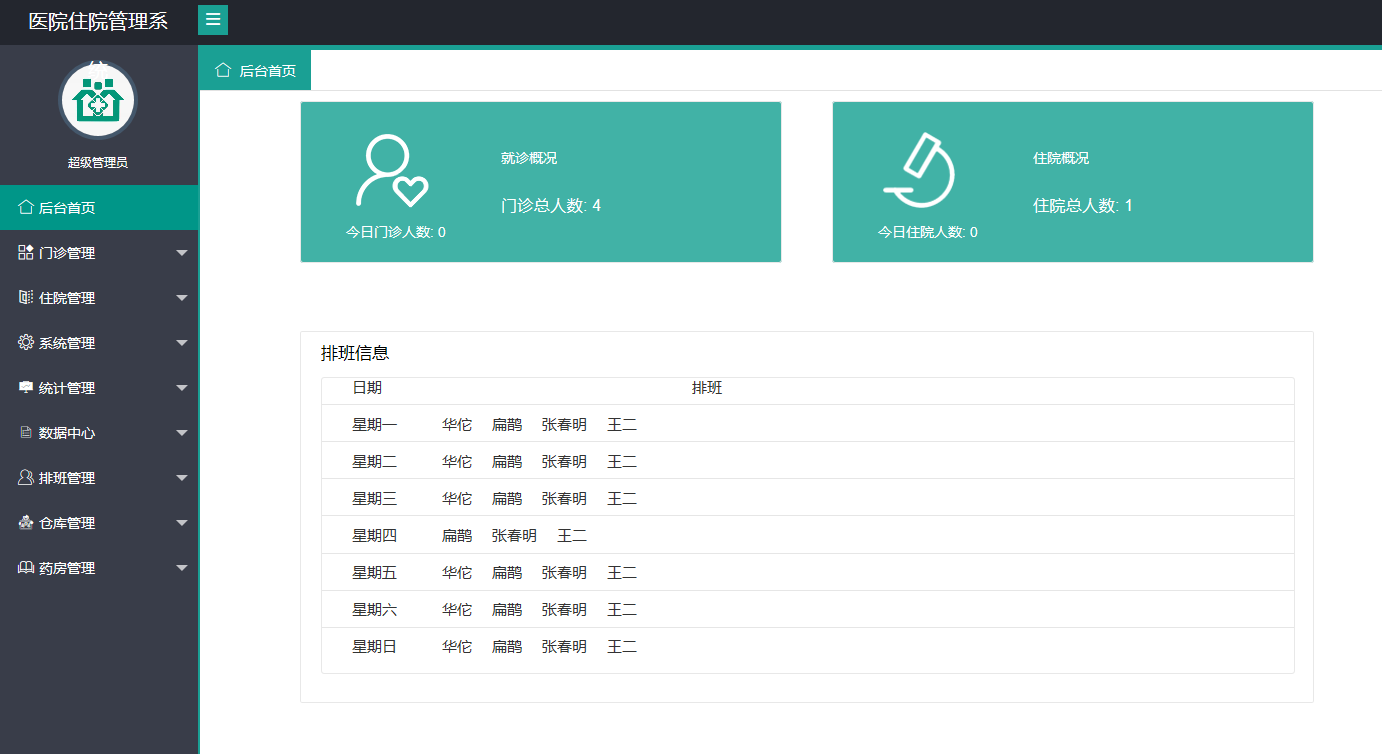 医院住院管理系
后台首页
超级管理员
后台首页
门诊管理
住院管理
系统管理
统计管理
数据中心
排班管理
仓库管理
药房管理
就诊概况
门诊总人数: 4
今日门诊人数: 0
住院概况
住院总人数: 1
今日住院人数: 0
排班信息
日期 排班
星期一 华佗 扁鹊 张春明 王二
星期二 华佗 扁鹊 张春明 王二
星期三 华佗 扁鹊 张春明 王二
星期四 扁鹊 张春明 王二
星期五 华佗 扁鹊 张春明 王二
星期六 华佗 扁鹊 张春明 王二
星期日 华佗 扁鹊 张春明 王二